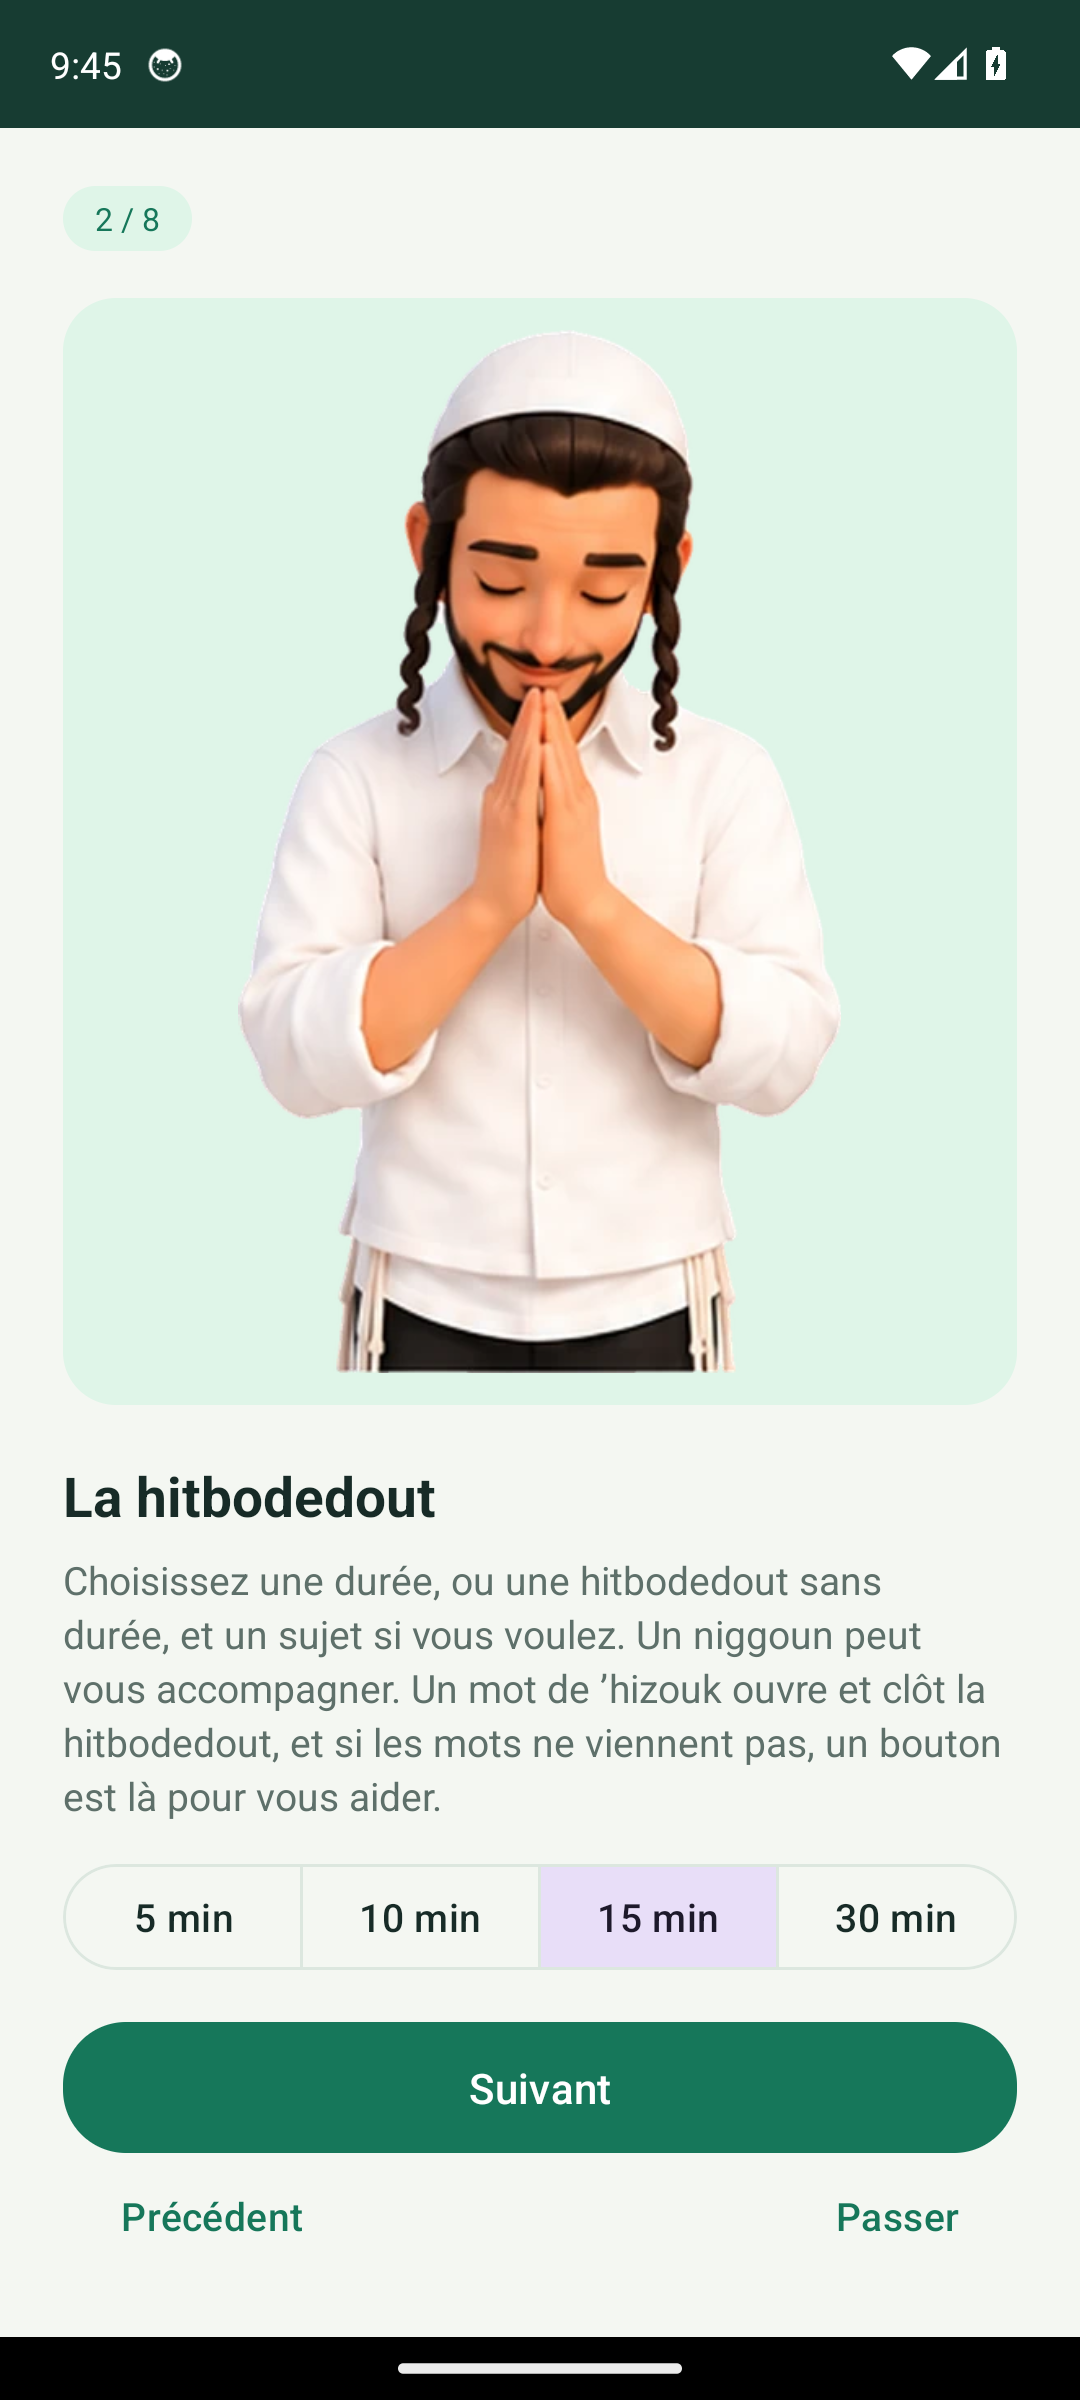 9:45
2 / 8
La hitbodedout
Choisissez une durée, ou une hitbodedout sans
durée, et un sujet si vous voulez. Un niggoun peut
vous accompagner. Un mot de ’hizouk ouvre et clôt la
hitbodedout, et si les mots ne viennent pas, un bouton
est là pour vous aider.
5 min 10 min 15 min 30 min
Suivant
Précédent Passer